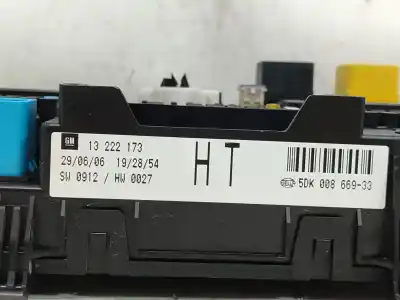 GM
13 222 173
29/06/06 19/28/54
SW 0912 / HW 0027
HT
5DK 008 669-33